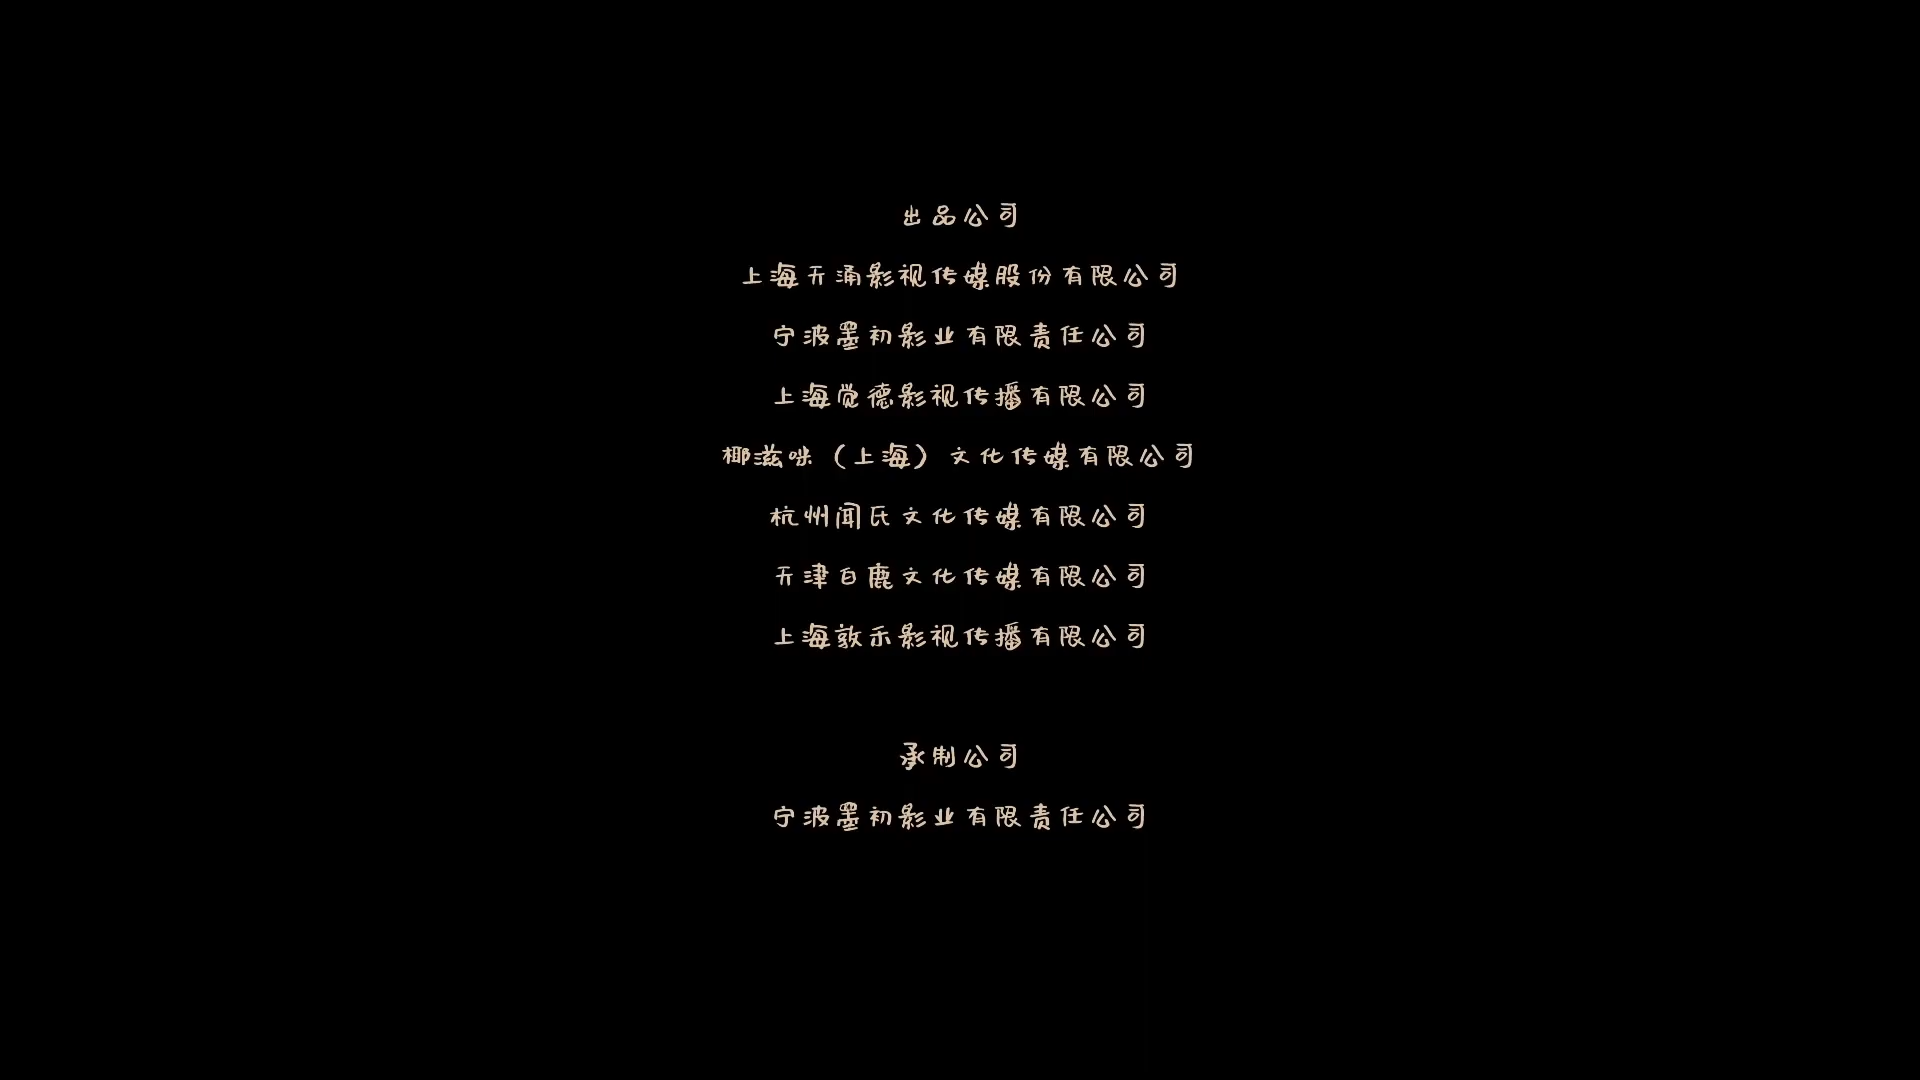 出品公司
上海天涌影视传媒股份有限公司
宁波墨初影业有限责任公司
上海觉德影视传播有限公司
椰滋咪（上海）文化传媒有限公司
杭州闻氏文化传媒有限公司
天津白鹿文化传媒有限公司
上海敦示影视传播有限公司
承制公司
宁波墨初影业有限责任公司